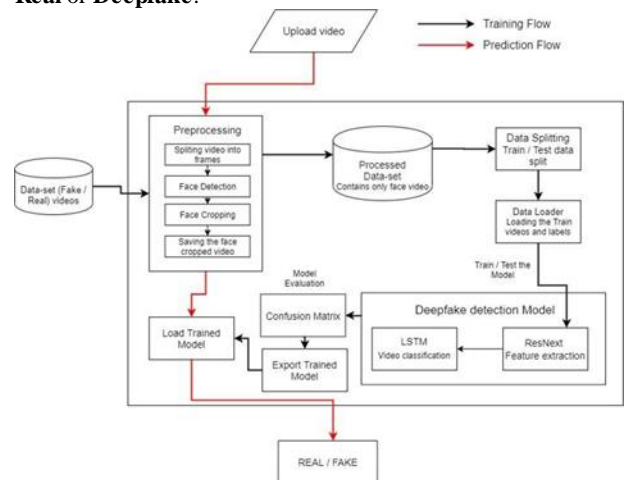 Real or Deepfake.
Upload video
Training Flow
Prediction Flow
Preprocessing
Spliting video into
frames
Face Detection
Face Cropping
Saving the face
cropped video
Data-set (Fake /
Real) videos
Processed
Data-set
Contains only face video
Data Splitting
Train / Test data
split
Data Loader
Loading the Train
videos and labels
Train / Test the
Model
Deepfake detection Model
ResNext
Feature extraction
LSTM
Video classification
Model
Evaluation
Confusion Matrix
Export Trained
Model
Load Trained
Model
REAL / FAKE